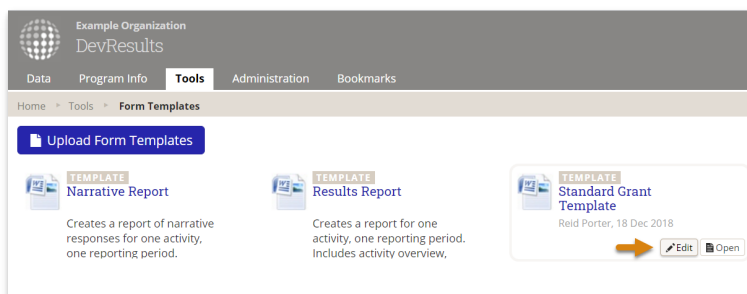 Example Organization
DevResults
Data Program Info Tools Administration Bookmarks
Home Tools Form Templates
Upload Form Templates
TEMPLATE
Narrative Report
Creates a report of narrative
responses for one activity,
one reporting period.
TEMPLATE
Results Report
Creates a report for one
activity, one reporting period.
Includes activity overview,
TEMPLATE
Standard Grant
Template
Reid Porter, 18 Dec 2018
Edit Open